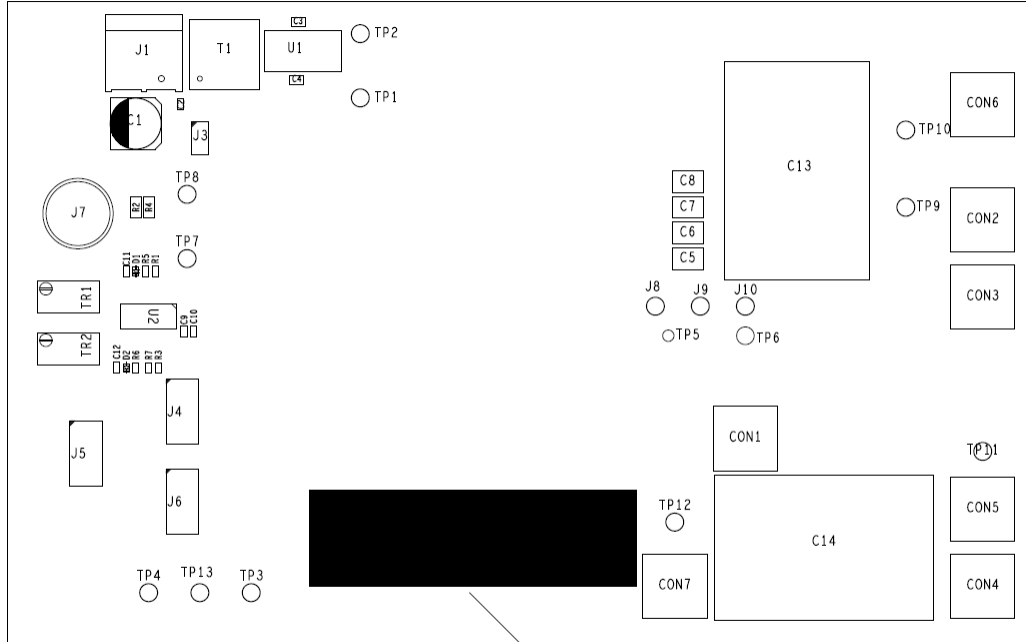 C3
TP2
J1
T1
U1
C4
TP1
CON6
C1
J3
TP10
C13
TP8
C8
R2
R4
J7
C7
TP9
CON2
C6
TP7
C5
C11
D1
R5
R1
J8
J9
J10
CON3
TR1
U2
C9
C10
TP5
TP6
TR2
C12
D2
R6
R7
R3
J4
CON1
J5
TP11
J6
TP12
CON5
C14
TP4
TP13
TP3
CON7
CON4